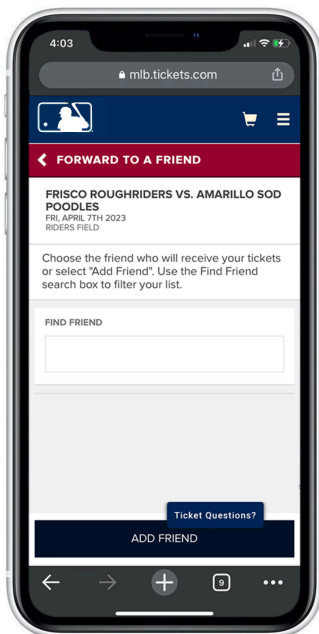 4:03
mlb.tickets.com
FORWARD TO A FRIEND
FRISCO ROUGHRIDERS VS. AMARILLO SOD
POODLES
FRI, APRIL 7TH 2023
RIDERS FIELD
Choose the friend who will receive your tickets
or select "Add Friend". Use the Find Friend
search box to filter your list.
FIND FRIEND
Ticket Questions?
ADD FRIEND
9